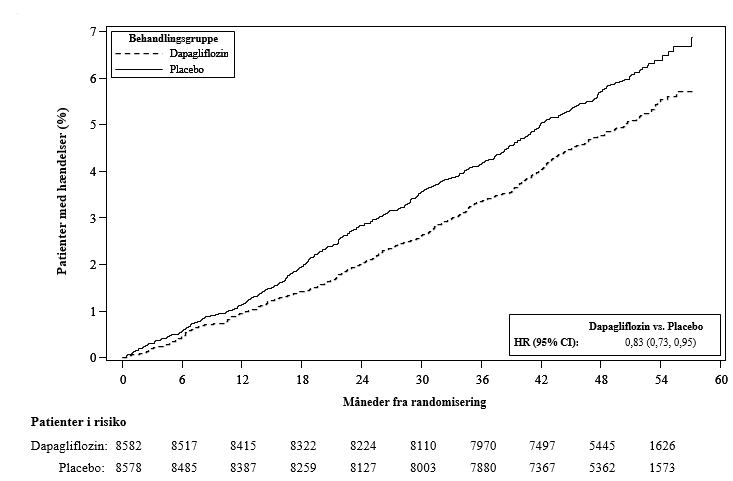 7
6
5
4
3
2
1
0
Patienter med hændelser (%)
Behandlingsgruppe
Dapagliflozin
Placebo
Dapagliflozin vs. Placebo
HR (95% CI): 0,83 (0,73, 0,95)
0 6 12 18 24 30 36 42 48 54 60
Måneder fra randomisering
Patienter i risiko
Dapagliflozin: 8582 8517 8415 8322 8224 8110 7970 7497 5445 1626
Placebo: 8578 8485 8387 8259 8127 8003 7880 7367 5362 1573